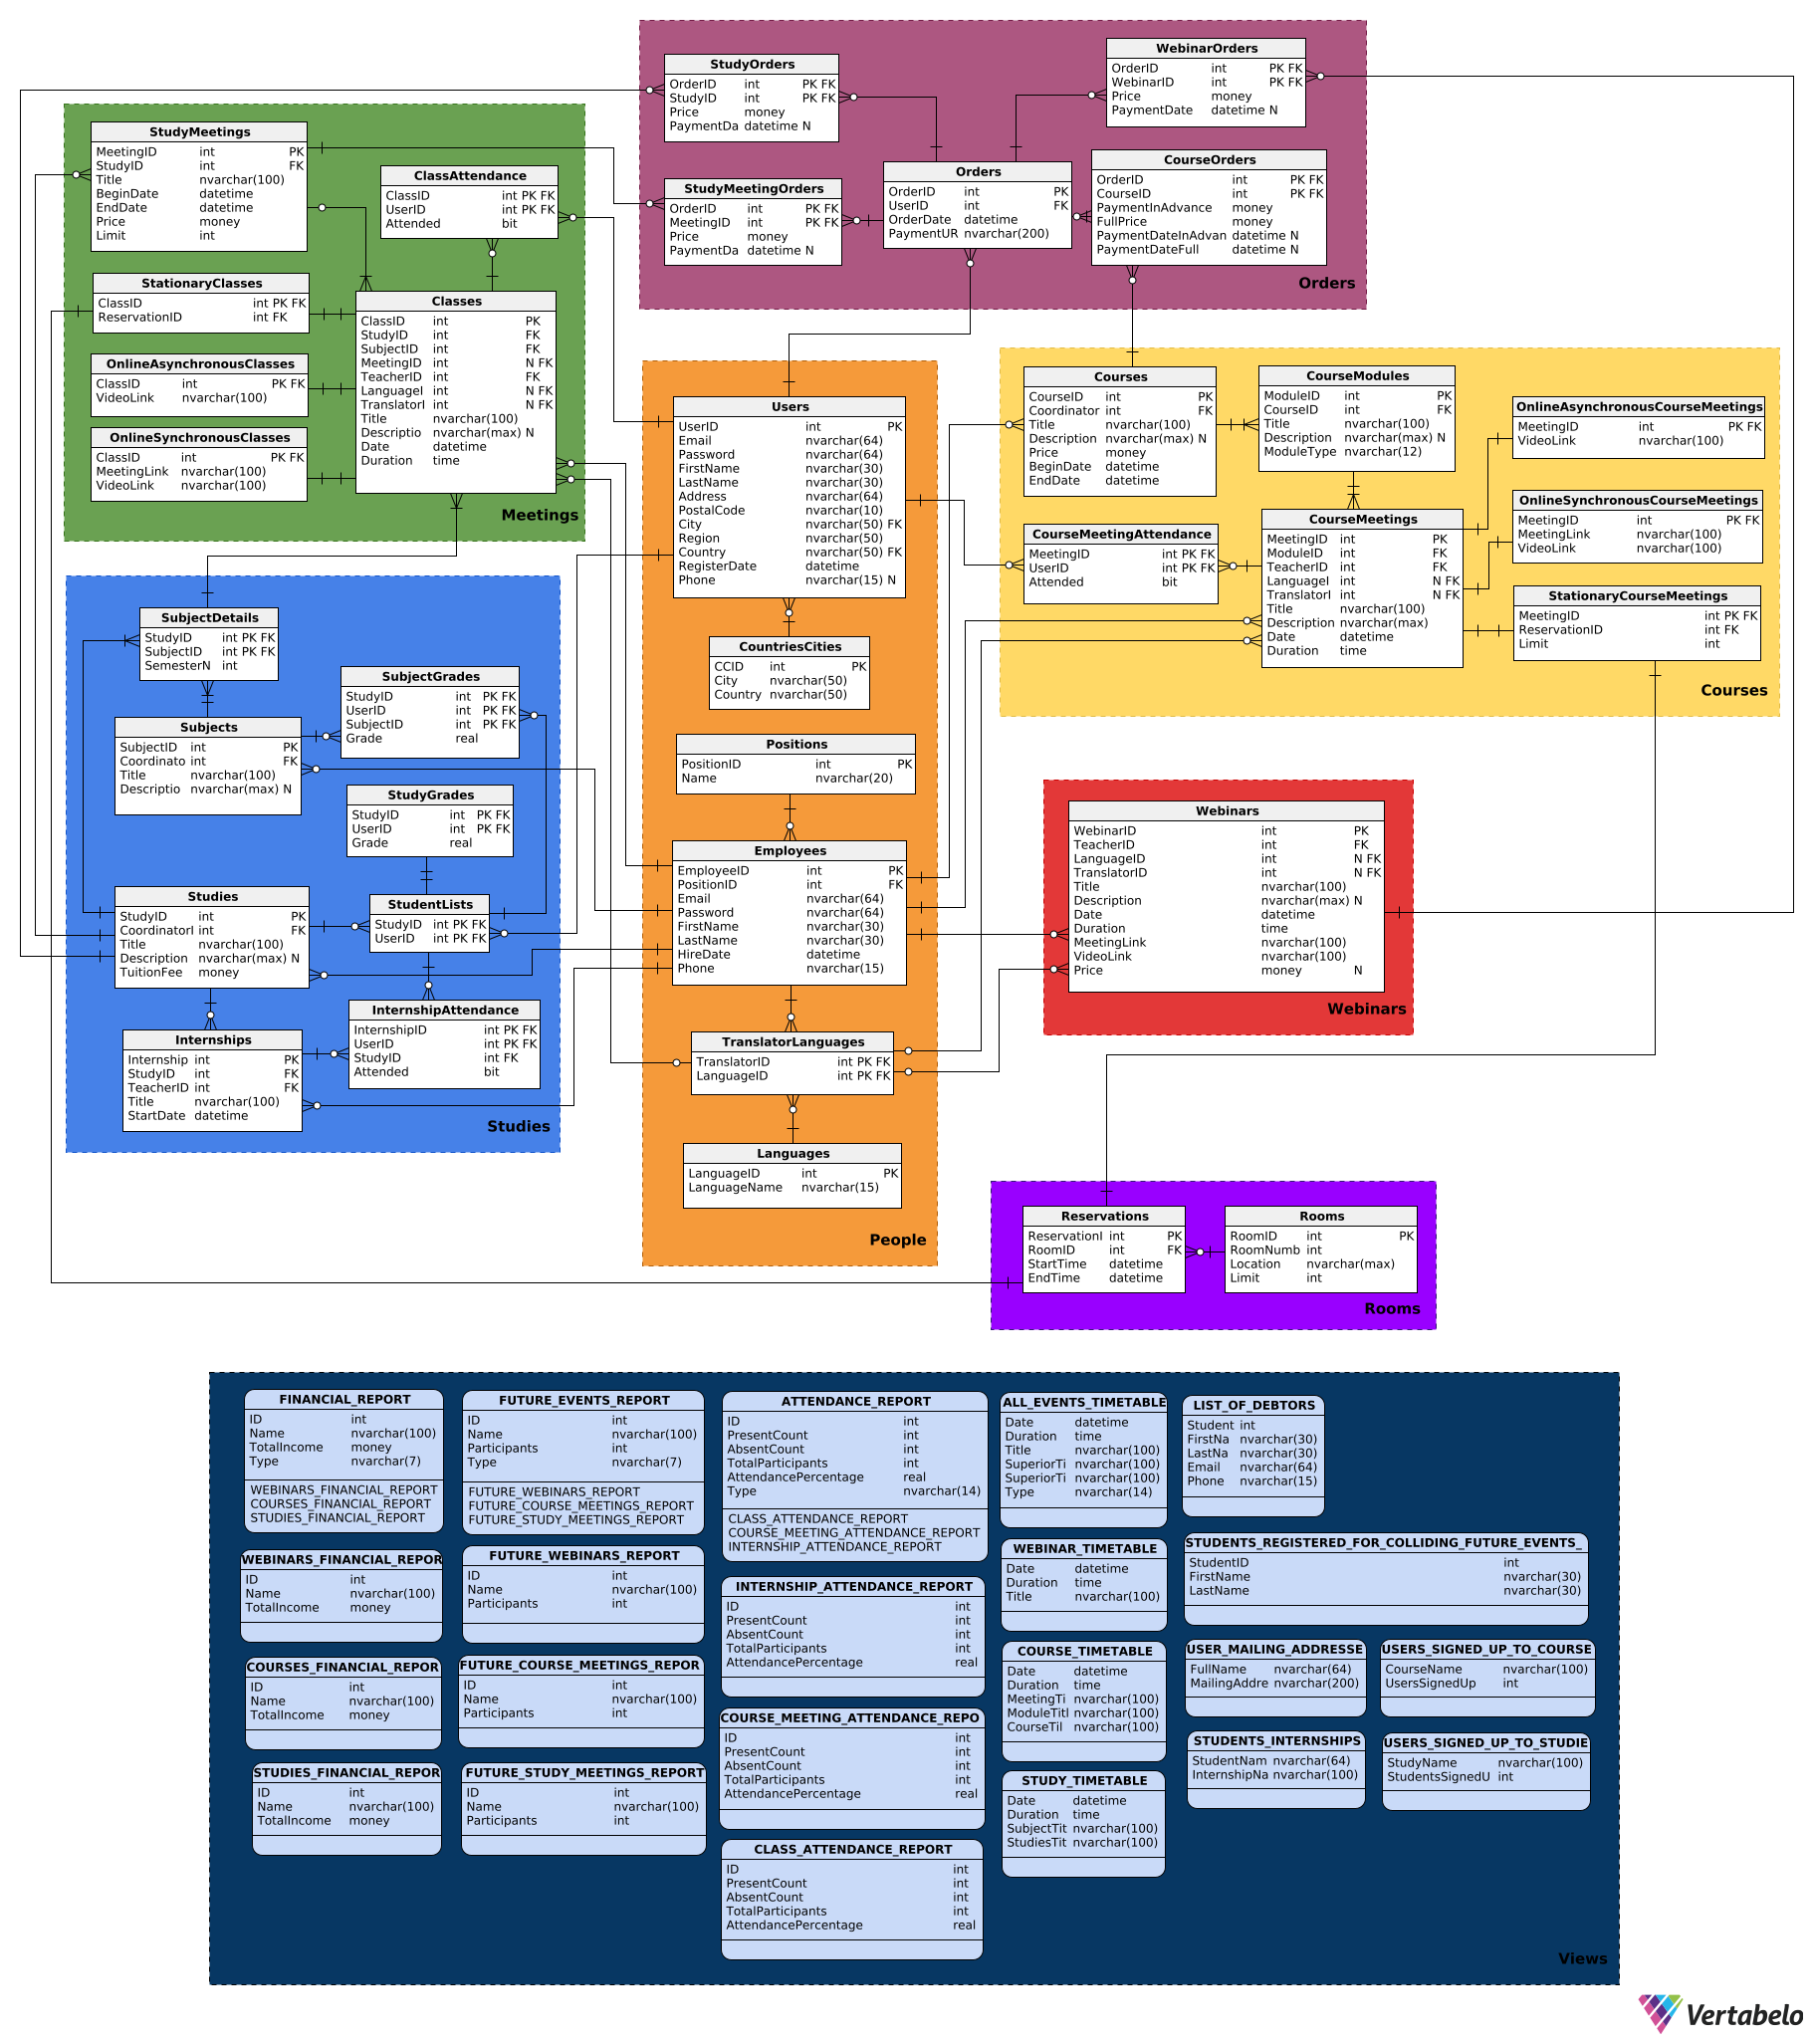 StudyOrders
OrderID int PK FK
StudyID int PK FK
Price money
PaymentDa datetime N
WebinarOrders
OrderID int PK FK
WebinarID int PK FK
Price money
PaymentDate datetime N
StudyMeetingOrders
OrderID int PK FK
MeetingID int PK FK
Price money
PaymentDa datetime N
Orders
OrderID int PK
UserID int FK
OrderDate datetime
PaymentUR nvarchar(200)
CourseOrders
OrderID int PK FK
CourseID int PK FK
PaymentInAdvance money
FullPrice money
PaymentDateInAdvan datetime N
PaymentDateFull datetime N
Orders
StudyMeetings
MeetingID int PK
StudyID int FK
Title nvarchar(100)
BeginDate datetime
EndDate datetime
Price money
Limit int
ClassAttendance
ClassID int PK FK
UserID int PK FK
Attended bit
StationaryClasses
ClassID int PK FK
ReservationID int FK
OnlineAsynchronousClasses
ClassID int PK FK
VideoLink nvarchar(100)
OnlineSynchronousClasses
ClassID int PK FK
MeetingLink nvarchar(100)
VideoLink nvarchar(100)
Classes
ClassID int PK
StudyID int FK
SubjectID int FK
MeetingID int N FK
TeacherID int FK
LanguageI int N FK
TranslatorI int N FK
Title nvarchar(100)
Descriptio nvarchar(max) N
Date datetime
Duration time
Meetings
Users
UserID int PK
Email nvarchar(64)
Password nvarchar(64)
FirstName nvarchar(30)
LastName nvarchar(30)
Address nvarchar(64)
PostalCode nvarchar(10)
City nvarchar(50) FK
Region nvarchar(50)
Country nvarchar(50) FK
RegisterDate datetime
Phone nvarchar(15) N
CountriesCities
CCID int PK
City nvarchar(50)
Country nvarchar(50)
Positions
PositionID int PK
Name nvarchar(20)
Employees
EmployeeID int PK
PositionID int FK
Email nvarchar(64)
Password nvarchar(64)
FirstName nvarchar(30)
LastName nvarchar(30)
HireDate datetime
Phone nvarchar(15)
TranslatorLanguages
TranslatorID int PK FK
LanguageID int PK FK
Languages
LanguageID int PK
LanguageName nvarchar(15)
People
Courses
CourseID int PK
Coordinator int FK
Title nvarchar(100)
Description nvarchar(max) N
Price money
BeginDate datetime
EndDate datetime
CourseModules
ModuleID int PK
CourseID int FK
Title nvarchar(100)
Description nvarchar(max) N
ModuleType nvarchar(12)
OnlineAsynchronousCourseMeetings
MeetingID int PK FK
VideoLink nvarchar(100)
OnlineSynchronousCourseMeetings
MeetingID int PK FK
MeetingLink nvarchar(100)
VideoLink nvarchar(100)
CourseMeetingAttendance
MeetingID int PK FK
UserID int PK FK
Attended bit
CourseMeetings
MeetingID int PK
ModuleID int FK
TeacherID int FK
LanguageI int N FK
TranslatorI int N FK
Title nvarchar(100)
Description nvarchar(max)
Date datetime
Duration time
StationaryCourseMeetings
MeetingID int PK FK
ReservationID int FK
Limit int
Courses
SubjectDetails
StudyID int PK FK
SubjectID int PK FK
SemesterN int
SubjectGrades
StudyID int PK FK
UserID int PK FK
SubjectID int PK FK
Grade real
Subjects
SubjectID int PK
Coordinato int FK
Title nvarchar(100)
Descriptio nvarchar(max) N
StudyGrades
StudyID int PK FK
UserID int PK FK
Grade real
Studies
StudyID int PK
CoordinatorI int FK
Title nvarchar(100)
Description nvarchar(max) N
TuitionFee money
StudentLists
StudyID int PK FK
UserID int PK FK
Internships
Internship int PK
StudyID int FK
TeacherID int FK
Title nvarchar(100)
StartDate datetime
InternshipAttendance
InternshipID int PK FK
UserID int PK FK
StudyID int FK
Attended bit
Studies
Webinars
WebinarID int PK
TeacherID int FK
LanguageID int N FK
TranslatorID int N FK
Title nvarchar(100)
Description nvarchar(max) N
Date datetime
Duration time
MeetingLink nvarchar(100)
VideoLink nvarchar(100)
Price money N
Webinars
Reservations
ReservationI int PK
RoomID int FK
StartTime datetime
EndTime datetime
Rooms
RoomID int PK
RoomNumb int
Location nvarchar(max)
Limit int
Rooms
FINANCIAL_REPORT
ID int
Name nvarchar(100)
TotalIncome money
Type nvarchar(7)
WEBINARS_FINANCIAL_REPORT
COURSES_FINANCIAL_REPORT
STUDIES_FINANCIAL_REPORT
WEBINARS_FINANCIAL_REPOR
ID int
Name nvarchar(100)
TotalIncome money
COURSES_FINANCIAL_REPOR
ID int
Name nvarchar(100)
TotalIncome money
STUDIES_FINANCIAL_REPOR
ID int
Name nvarchar(100)
TotalIncome money
FUTURE_EVENTS_REPORT
ID int
Name nvarchar(100)
Participants int
Type nvarchar(7)
FUTURE_WEBINARS_REPORT
FUTURE_COURSE_MEETINGS_REPORT
FUTURE_STUDY_MEETINGS_REPORT
FUTURE_WEBINARS_REPORT
ID int
Name nvarchar(100)
Participants int
FUTURE_COURSE_MEETINGS_REPOR
ID int
Name nvarchar(100)
Participants int
FUTURE_STUDY_MEETINGS_REPORT
ID int
Name nvarchar(100)
Participants int
ATTENDANCE_REPORT
ID int
PresentCount int
AbsentCount int
TotalParticipants int
AttendancePercentage real
Type nvarchar(14)
CLASS_ATTENDANCE_REPORT
COURSE_MEETING_ATTENDANCE_REPORT
INTERNSHIP_ATTENDANCE_REPORT
INTERNSHIP_ATTENDANCE_REPORT
ID int
PresentCount int
AbsentCount int
TotalParticipants int
AttendancePercentage real
COURSE_MEETING_ATTENDANCE_REPO
ID int
PresentCount int
AbsentCount int
TotalParticipants int
AttendancePercentage real
CLASS_ATTENDANCE_REPORT
ID int
PresentCount int
AbsentCount int
TotalParticipants int
AttendancePercentage real
ALL_EVENTS_TIMETABLE
Date datetime
Duration time
Title nvarchar(100)
SuperiorTi nvarchar(100)
SuperiorTi nvarchar(100)
Type nvarchar(14)
WEBINAR_TIMETABLE
Date datetime
Duration time
Title nvarchar(100)
COURSE_TIMETABLE
Date datetime
Duration time
MeetingTi nvarchar(100)
ModuleTitl nvarchar(100)
CourseTil nvarchar(100)
STUDY_TIMETABLE
Date datetime
Duration time
SubjectTit nvarchar(100)
StudiesTit nvarchar(100)
LIST_OF_DEBTORS
Student int
FirstNa nvarchar(30)
LastNa nvarchar(30)
Email nvarchar(64)
Phone nvarchar(15)
STUDENTS_REGISTERED_FOR_COLLIDING_FUTURE_EVENTS_
StudentID int
FirstName nvarchar(30)
LastName nvarchar(30)
USER_MAILING_ADDRESSE
FullName nvarchar(64)
MailingAddre nvarchar(200)
USERS_SIGNED_UP_TO_COURSE
CourseName nvarchar(100)
UsersSignedUp int
STUDENTS_INTERNSHIPS
StudentNam nvarchar(64)
InternshipNa nvarchar(100)
USERS_SIGNED_UP_TO_STUDIE
StudyName nvarchar(100)
StudentsSignedU int
Views
Vertabelo